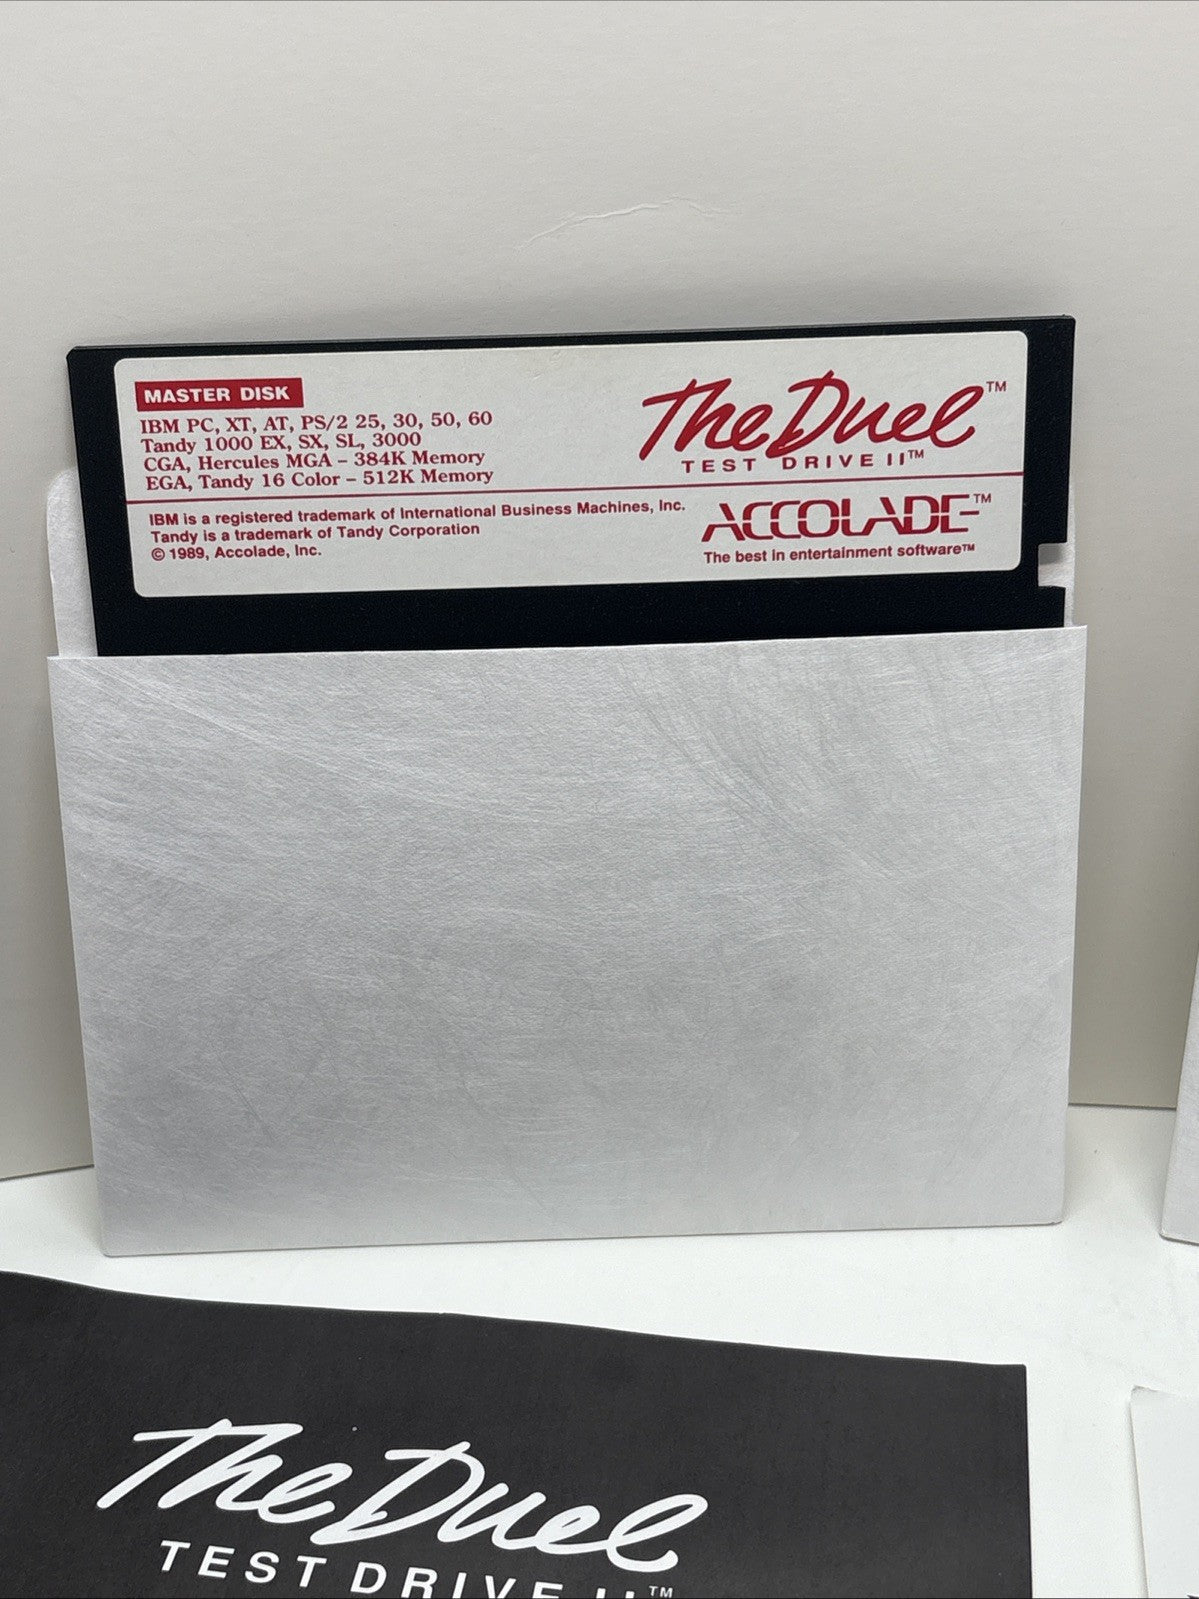 MASTER DISK
IBM PC, XT, AT, PS/2 25, 30, 50, 60
Tandy 1000 EX, SX, SL, 3000
CGA, Hercules MGA – 384K Memory
EGA, Tandy 16 Color – 512K Memory
The Duel™
TEST DRIVE II™
IBM is a registered trademark of International Business Machines, Inc.
Tandy is a trademark of Tandy Corporation
© 1989, Accolade, Inc.
ACCOLADE™
The best in entertainment software™
The Duel
TEST DRIVE II™